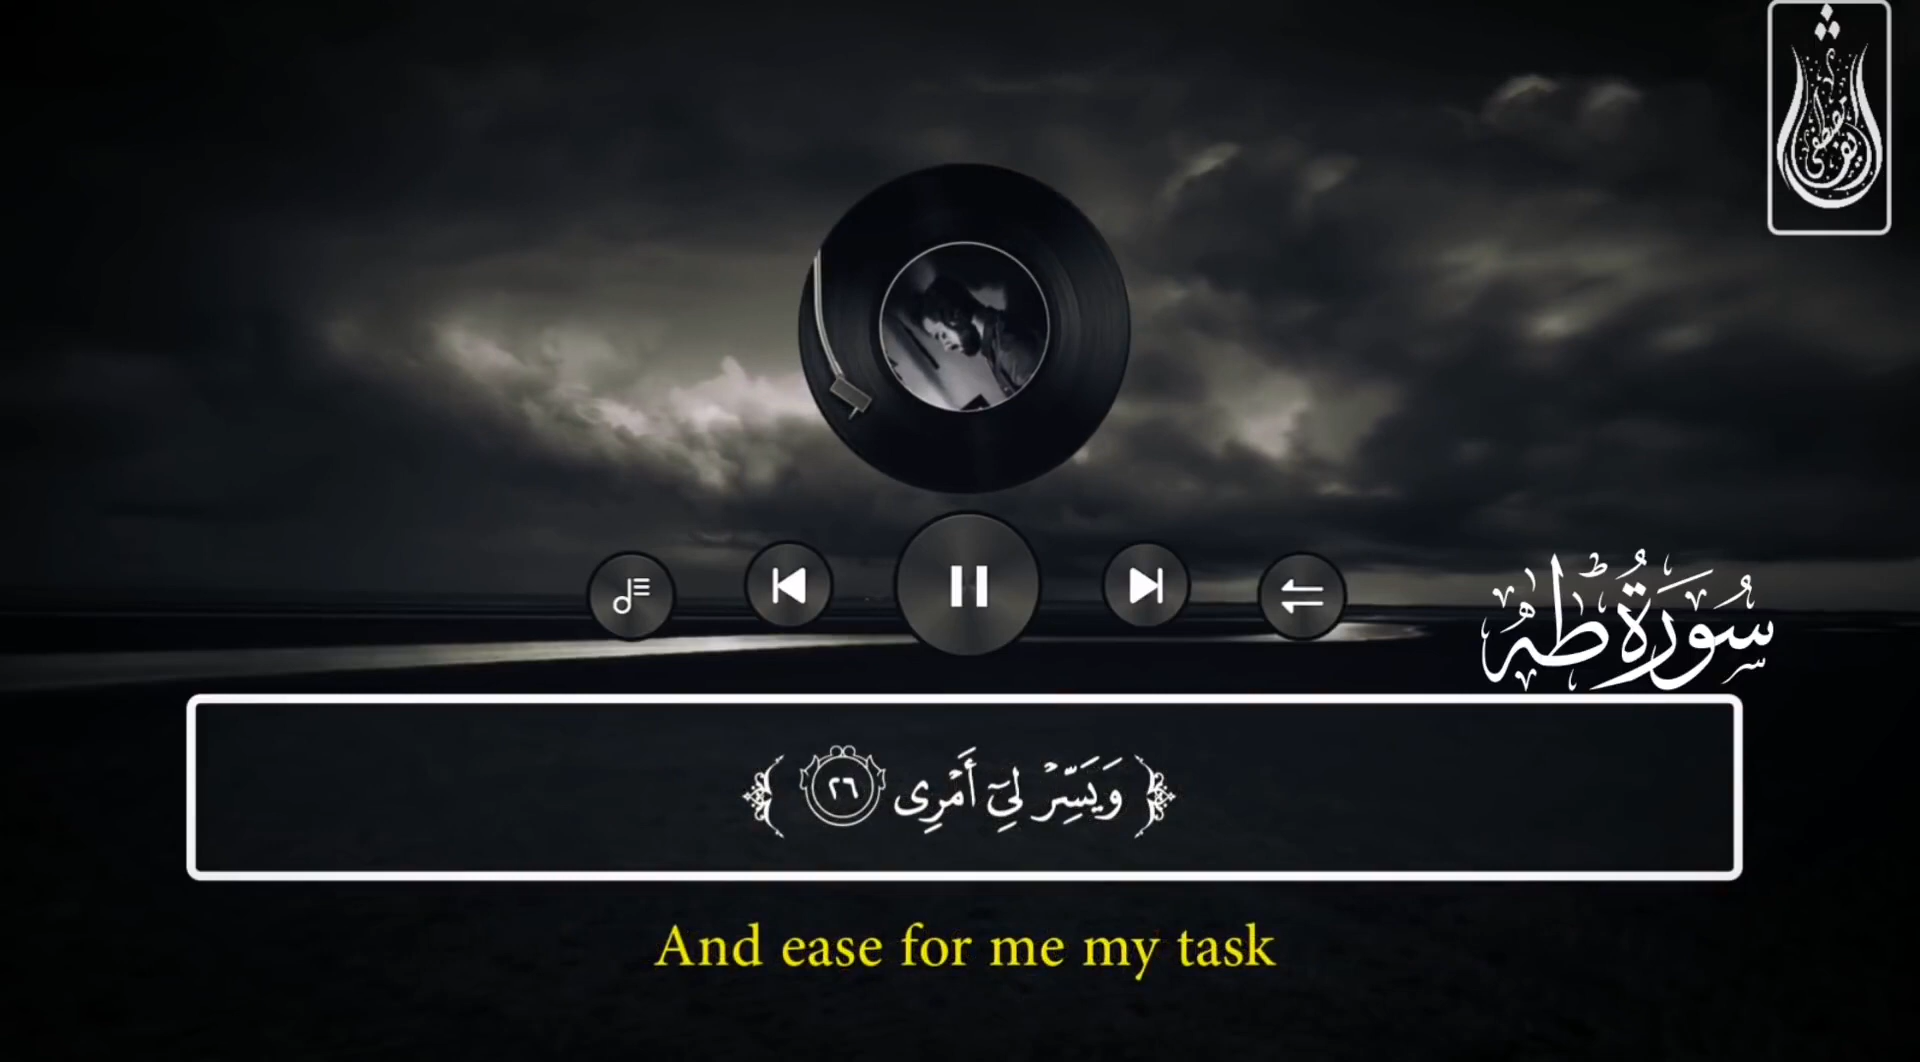 سُورَةُ طه
وَيَسِّرْ لِىٓ أَمْرِى ٢٦
And ease for me my task